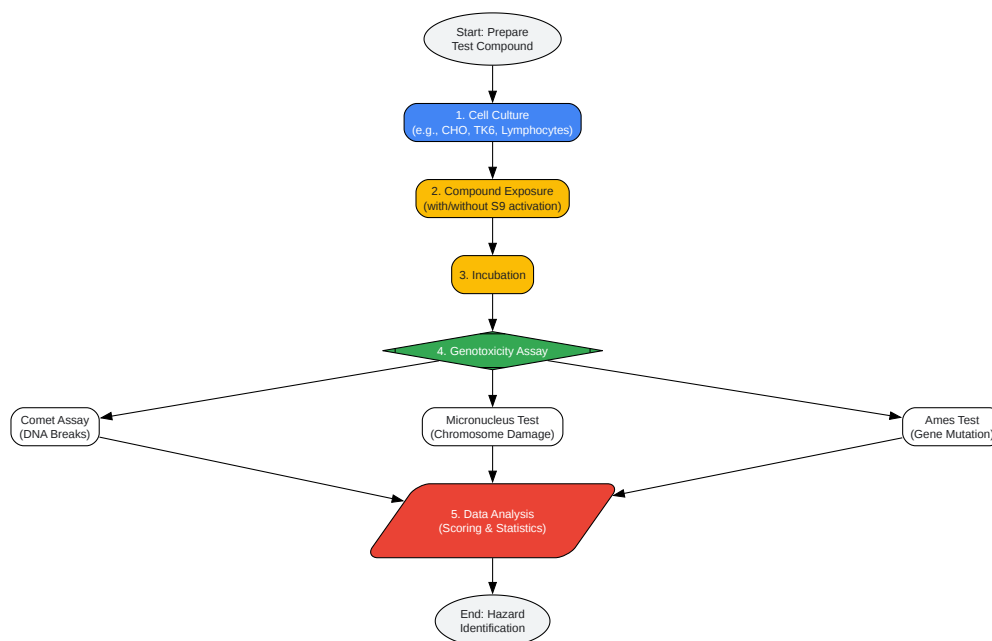 Start: Prepare
Test Compound
1. Cell Culture
(e.g., CHO, TK6, Lymphocytes)
2. Compound Exposure
(with/without S9 activation)
3. Incubation
4. Genotoxicity Assay
Comet Assay
(DNA Breaks)
Micronucleus Test
(Chromosome Damage)
Ames Test
(Gene Mutation)
5. Data Analysis
(Scoring & Statistics)
End: Hazard
Identification